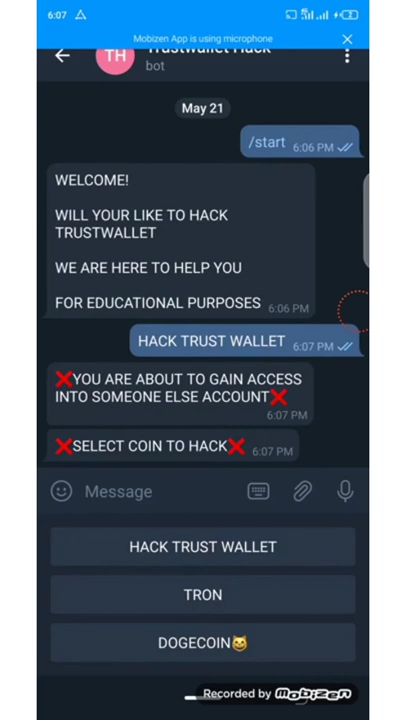 6:07
Mobizen App is using microphone
Trustwallet Hack
TH
bot
May 21
/start 6:06 PM
WELCOME!
WILL YOUR LIKE TO HACK
TRUSTWALLET
WE ARE HERE TO HELP YOU
FOR EDUCATIONAL PURPOSES 6:06 PM
HACK TRUST WALLET 6:07 PM
❌YOU ARE ABOUT TO GAIN ACCESS
INTO SOMEONE ELSE ACCOUNT❌
6:07 PM
❌SELECT COIN TO HACK❌ 6:07 PM
Message
HACK TRUST WALLET
TRON
DOGECOIN😺
Recorded by mobizen